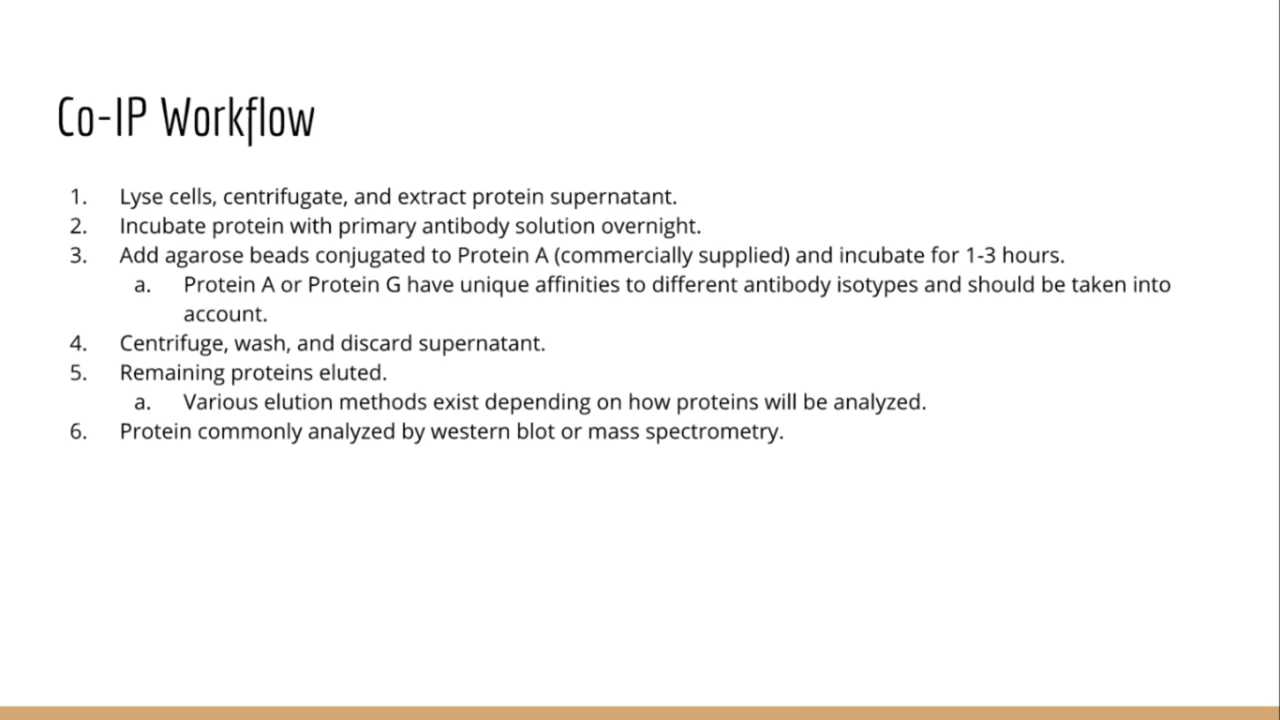 Co-IP Workflow
1. Lyse cells, centrifugate, and extract protein supernatant.
2. Incubate protein with primary antibody solution overnight.
3. Add agarose beads conjugated to Protein A (commercially supplied) and incubate for 1-3 hours.
a. Protein A or Protein G have unique affinities to different antibody isotypes and should be taken into
account.
4. Centrifuge, wash, and discard supernatant.
5. Remaining proteins eluted.
a. Various elution methods exist depending on how proteins will be analyzed.
6. Protein commonly analyzed by western blot or mass spectrometry.